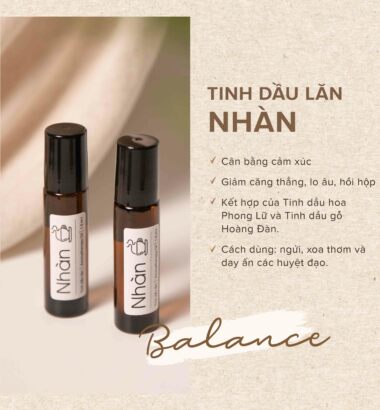 TINH DẦU LĂN
NHÀN
Cân bằng cảm xúc
Giảm căng thẳng, lo âu, hồi hộp
Kết hợp của Tinh dầu hoa
Phong Lữ và Tinh dầu gỗ
Hoàng Đàn.
Cách dùng: ngửi, xoa thơm và
day ấn các huyệt đạo.
Balance
Nhàn
Nhàn